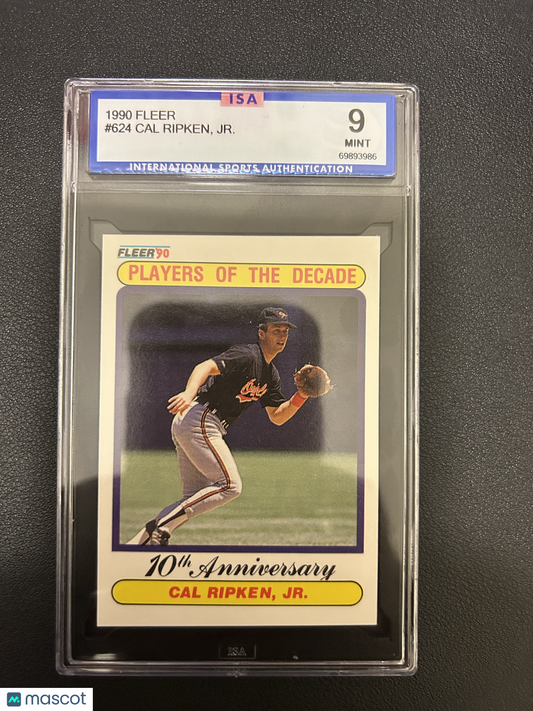 ISA
1990 FLEER
#624 CAL RIPKEN, JR.
9
MINT
69893986
INTERNATIONAL SPORTS AUTHENTICATION
FLEER'90
PLAYERS OF THE DECADE
Orioles
10th Anniversary
CAL RIPKEN, JR.
ISA
mascot